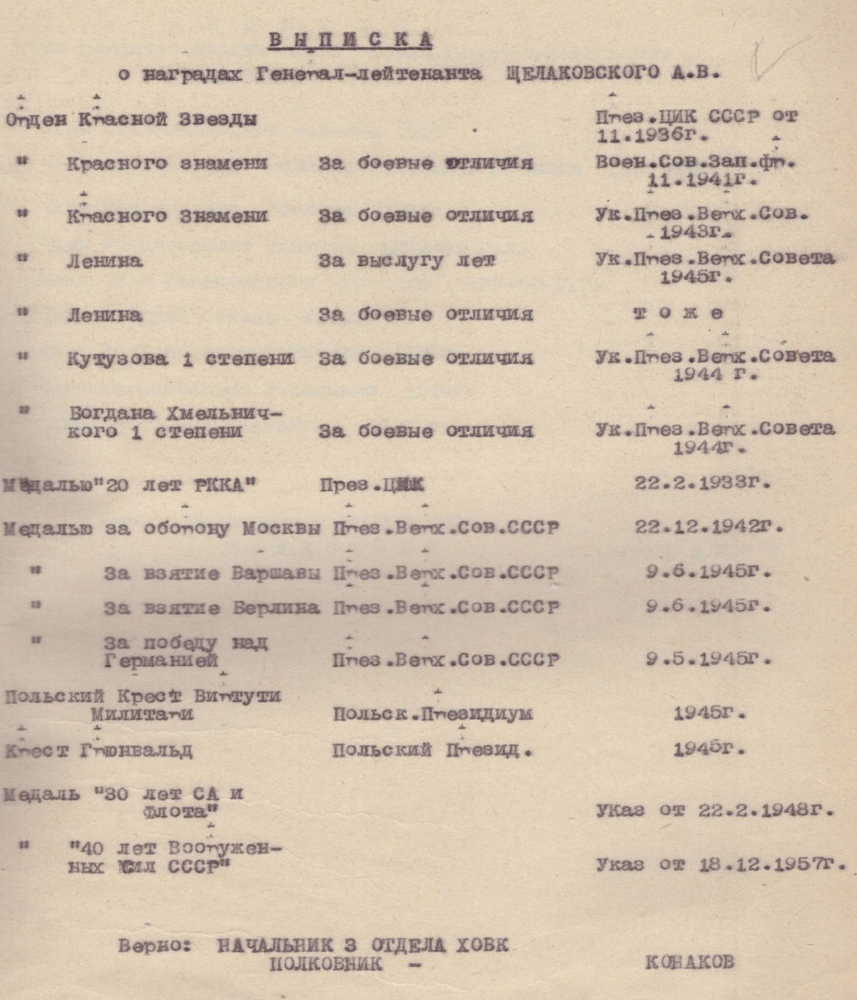 ВЫПИСКА
о наградах Генерал-лейтенанта ЩЕЛАКОВСКОГО А.В.
Орден Красной Звезды През.ЦИК СССР от
11.1936г.
" Красного знамени За боевые отличия Воен.Сов.Зап.фр.
11.1941г.
" Красного Знамени За боевые отличия Ук.През.Верх.Сов.
1943г.
" Ленина За выслугу лет Ук.През.Верх.Совета
1945г.
" Ленина За боевые отличия т о ж е
" Кутузова 1 степени За боевые отличия Ук.През.Верх.Совета
1944 г.
" Богдана Хмельнич-
кого 1 степени За боевые отличия Ук.През.Верх.Совета
1944г.
Медалью"20 лет РККА" През.ЦИК 22.2.1938г.
Медалью за оборону Москвы През.Верх.Сов.СССР 22.12.1942г.
" За взятие Варшавы През.Верх.Сов.СССР 9.6.1945г.
" За взятие Берлина През.Верх.Сов.СССР 9.6.1945г.
" За победу над
Германией През.Верх.Сов.СССР 9.5.1945г.
Польский Крест Виртути
Милитари Польск.Президиум 1945г.
Крест Грюнвальд Польский Презид. 1945г.
Медаль "30 лет СА и
Флота" Указ от 22.2.1948г.
" "40 лет Вооружен-
ных Сил СССР" Указ от 18.12.1957г.
Верно: НАЧАЛЬНИК 3 ОТДЕЛА ХОВК
ПОЛКОВНИК - КОНАКОВ